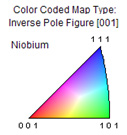 Color Coded Map Type:
Inverse Pole Figure [001]
Niobium
1 1 1
0 0 1
1 0 1